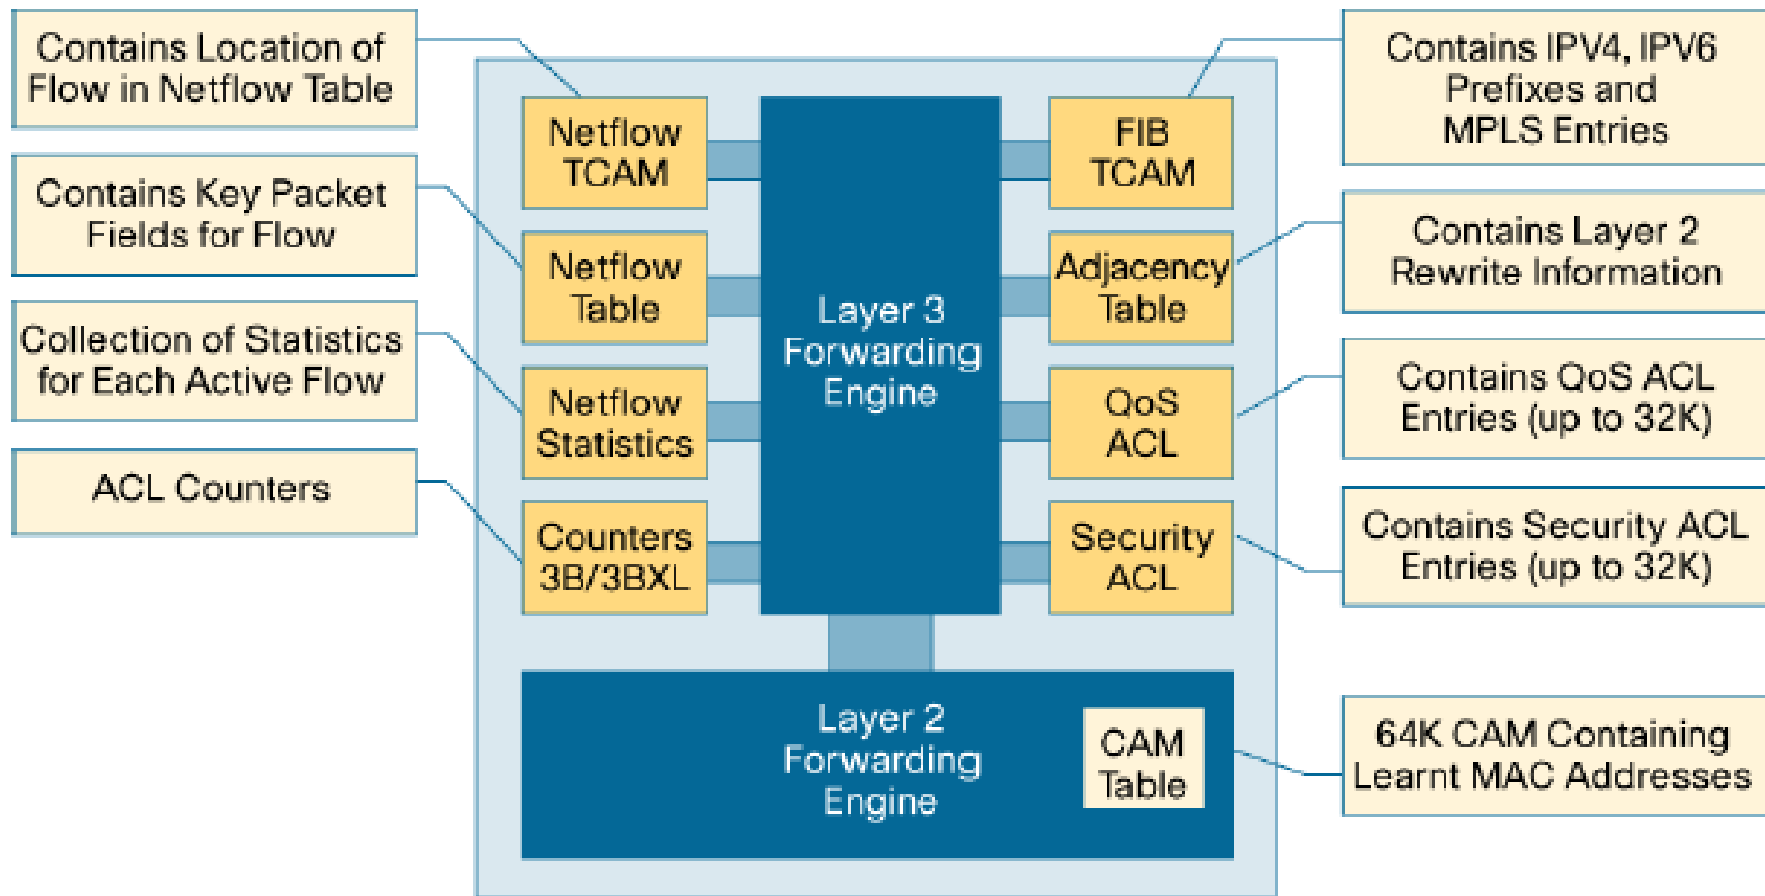 Contains Location of
Flow in Netflow Table
Contains Key Packet
Fields for Flow
Collection of Statistics
for Each Active Flow
ACL Counters
Netflow
TCAM
Netflow
Table
Netflow
Statistics
Counters
3B/3BXL
Layer 3
Forwarding
Engine
FIB
TCAM
Adjacency
Table
QoS
ACL
Security
ACL
Contains IPV4, IPV6
Prefixes and
MPLS Entries
Contains Layer 2
Rewrite Information
Contains QoS ACL
Entries (up to 32K)
Contains Security ACL
Entries (up to 32K)
Layer 2
Forwarding
Engine
CAM
Table
64K CAM Containing
Learnt MAC Addresses